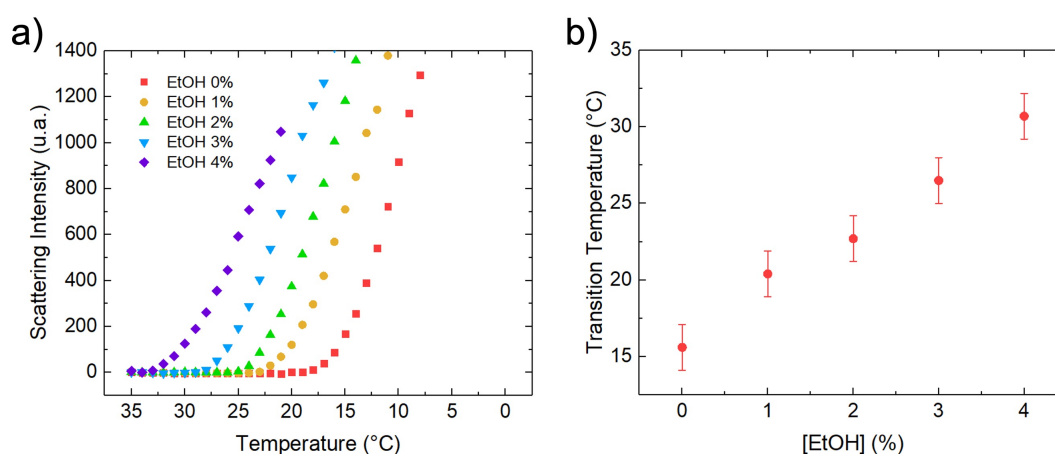 a)
1400
1200
1000
800
600
400
200
0
Scattering Intensity (u.a.)
EtOH 0%
EtOH 1%
EtOH 2%
EtOH 3%
EtOH 4%
35 30 25 20 15 10 5 0
Temperature (°C)
b)
35
30
25
20
15
Transition Temperature (°C)
0 1 2 3 4
[EtOH] (%)